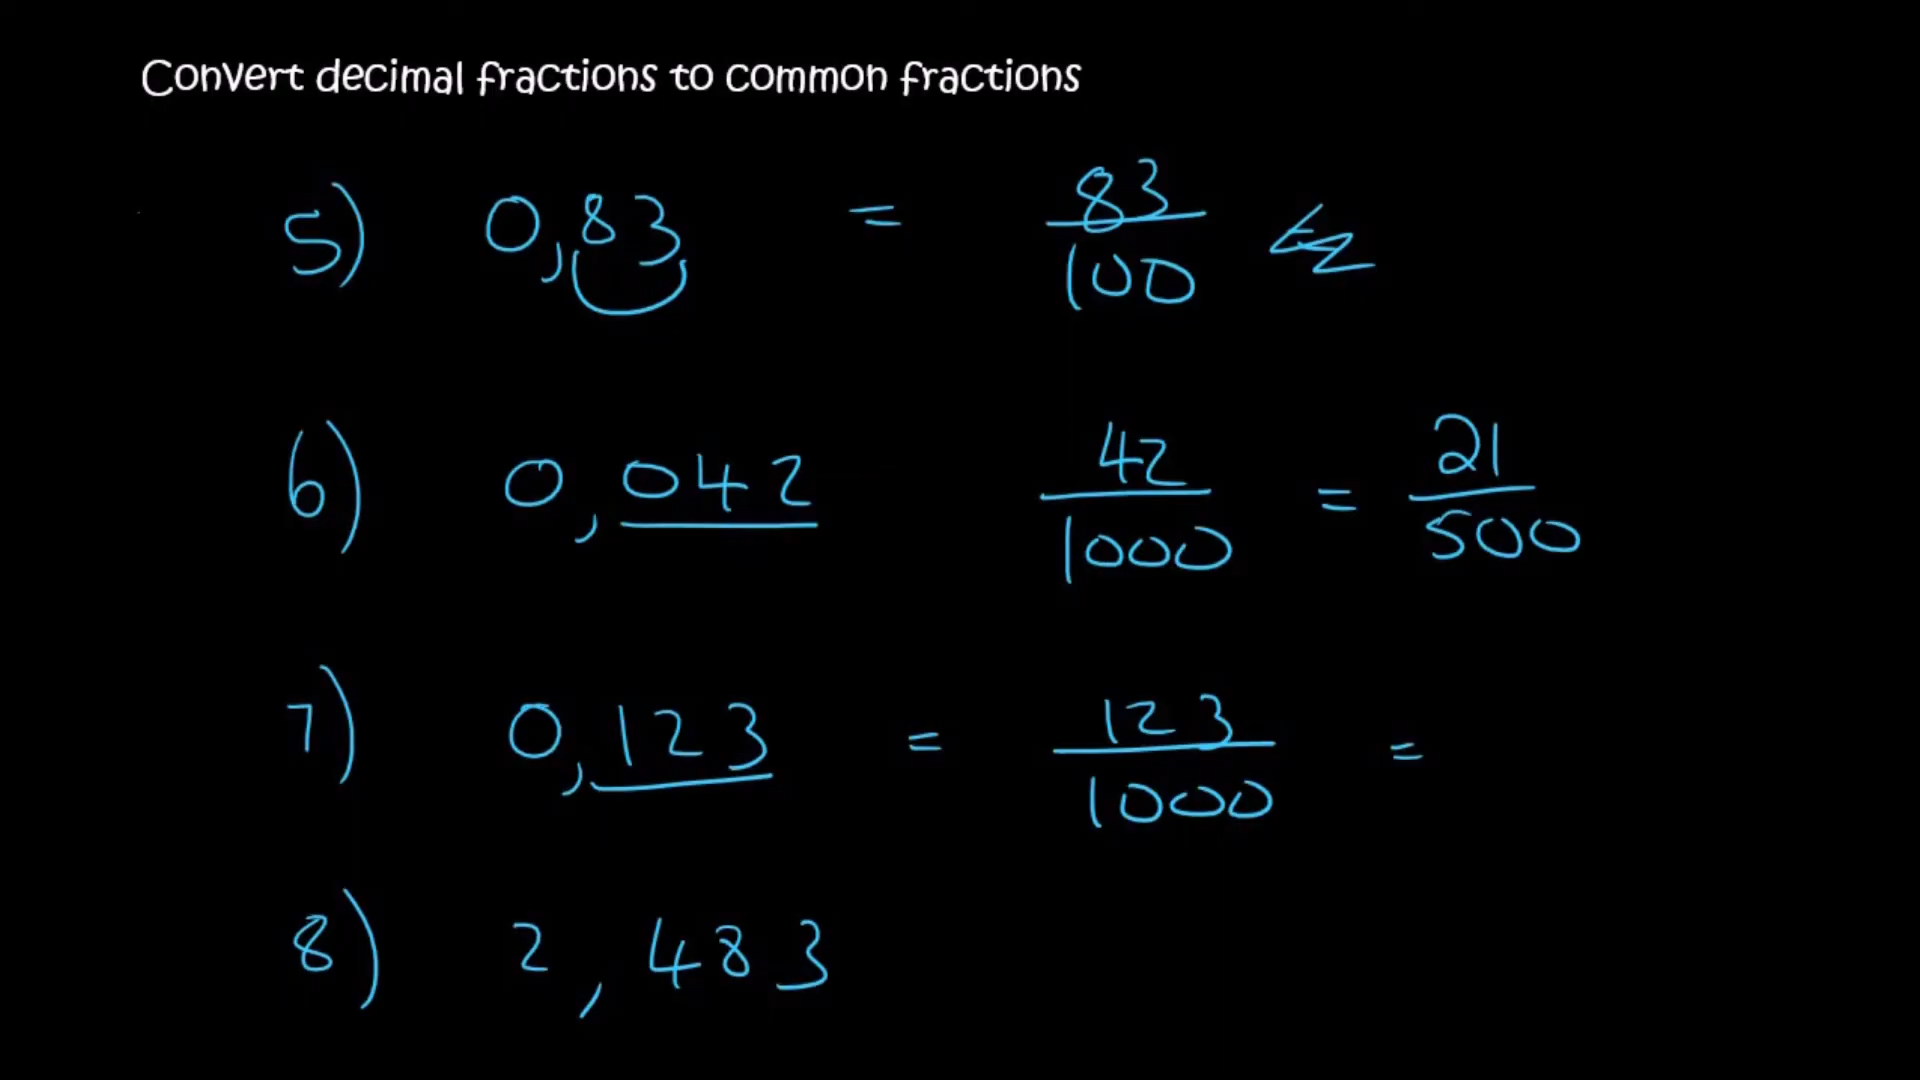 Convert decimal fractions to common fractions
5) 0,83 = 83/100
6) 0,042 42/1000 = 21/500
7) 0,123 = 123/1000 =
8) 2,483